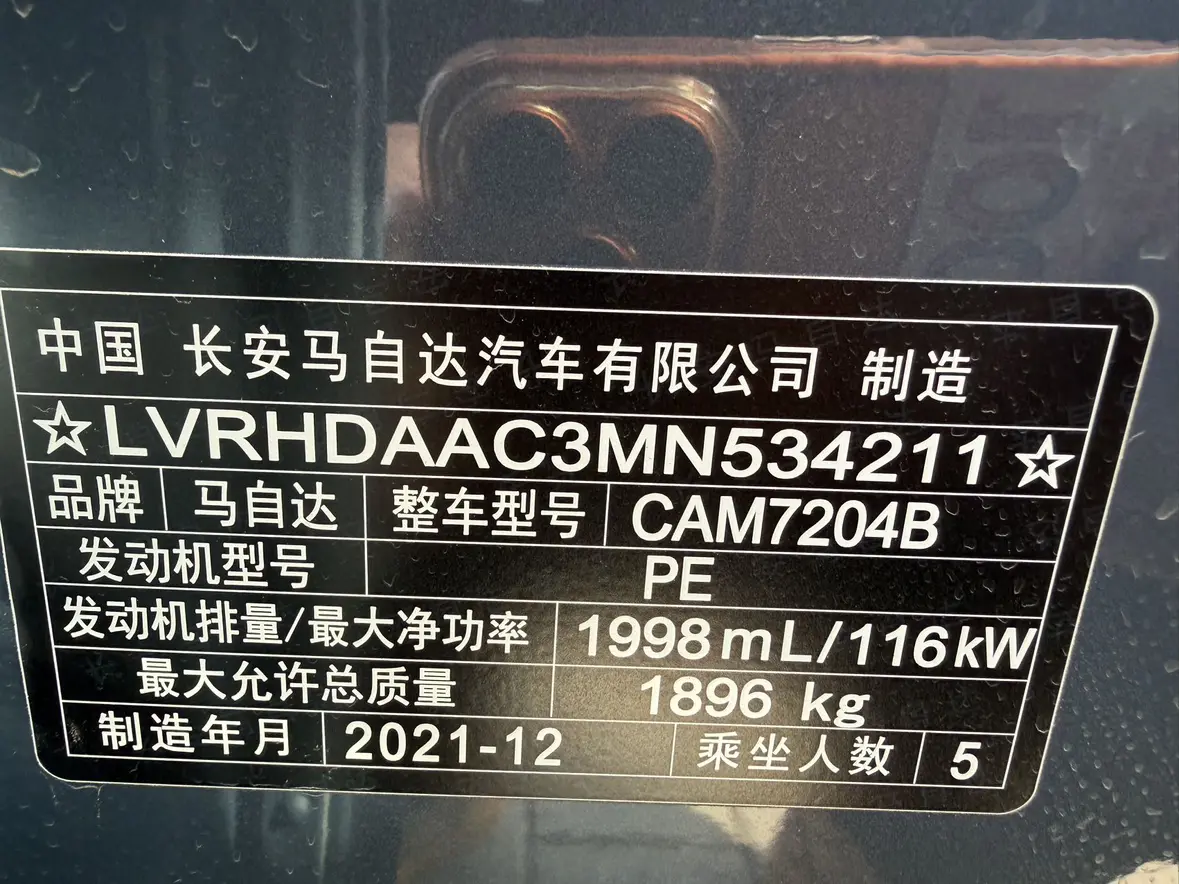 中国 长安马自达汽车有限公司 制造
☆LVRHDAAC3MN534211☆
品牌 马自达 整车型号 CAM7204B
发动机型号 PE
发动机排量/最大净功率 1998mL/116kW
最大允许总质量 1896 kg
制造年月 2021-12 乘坐人数 5